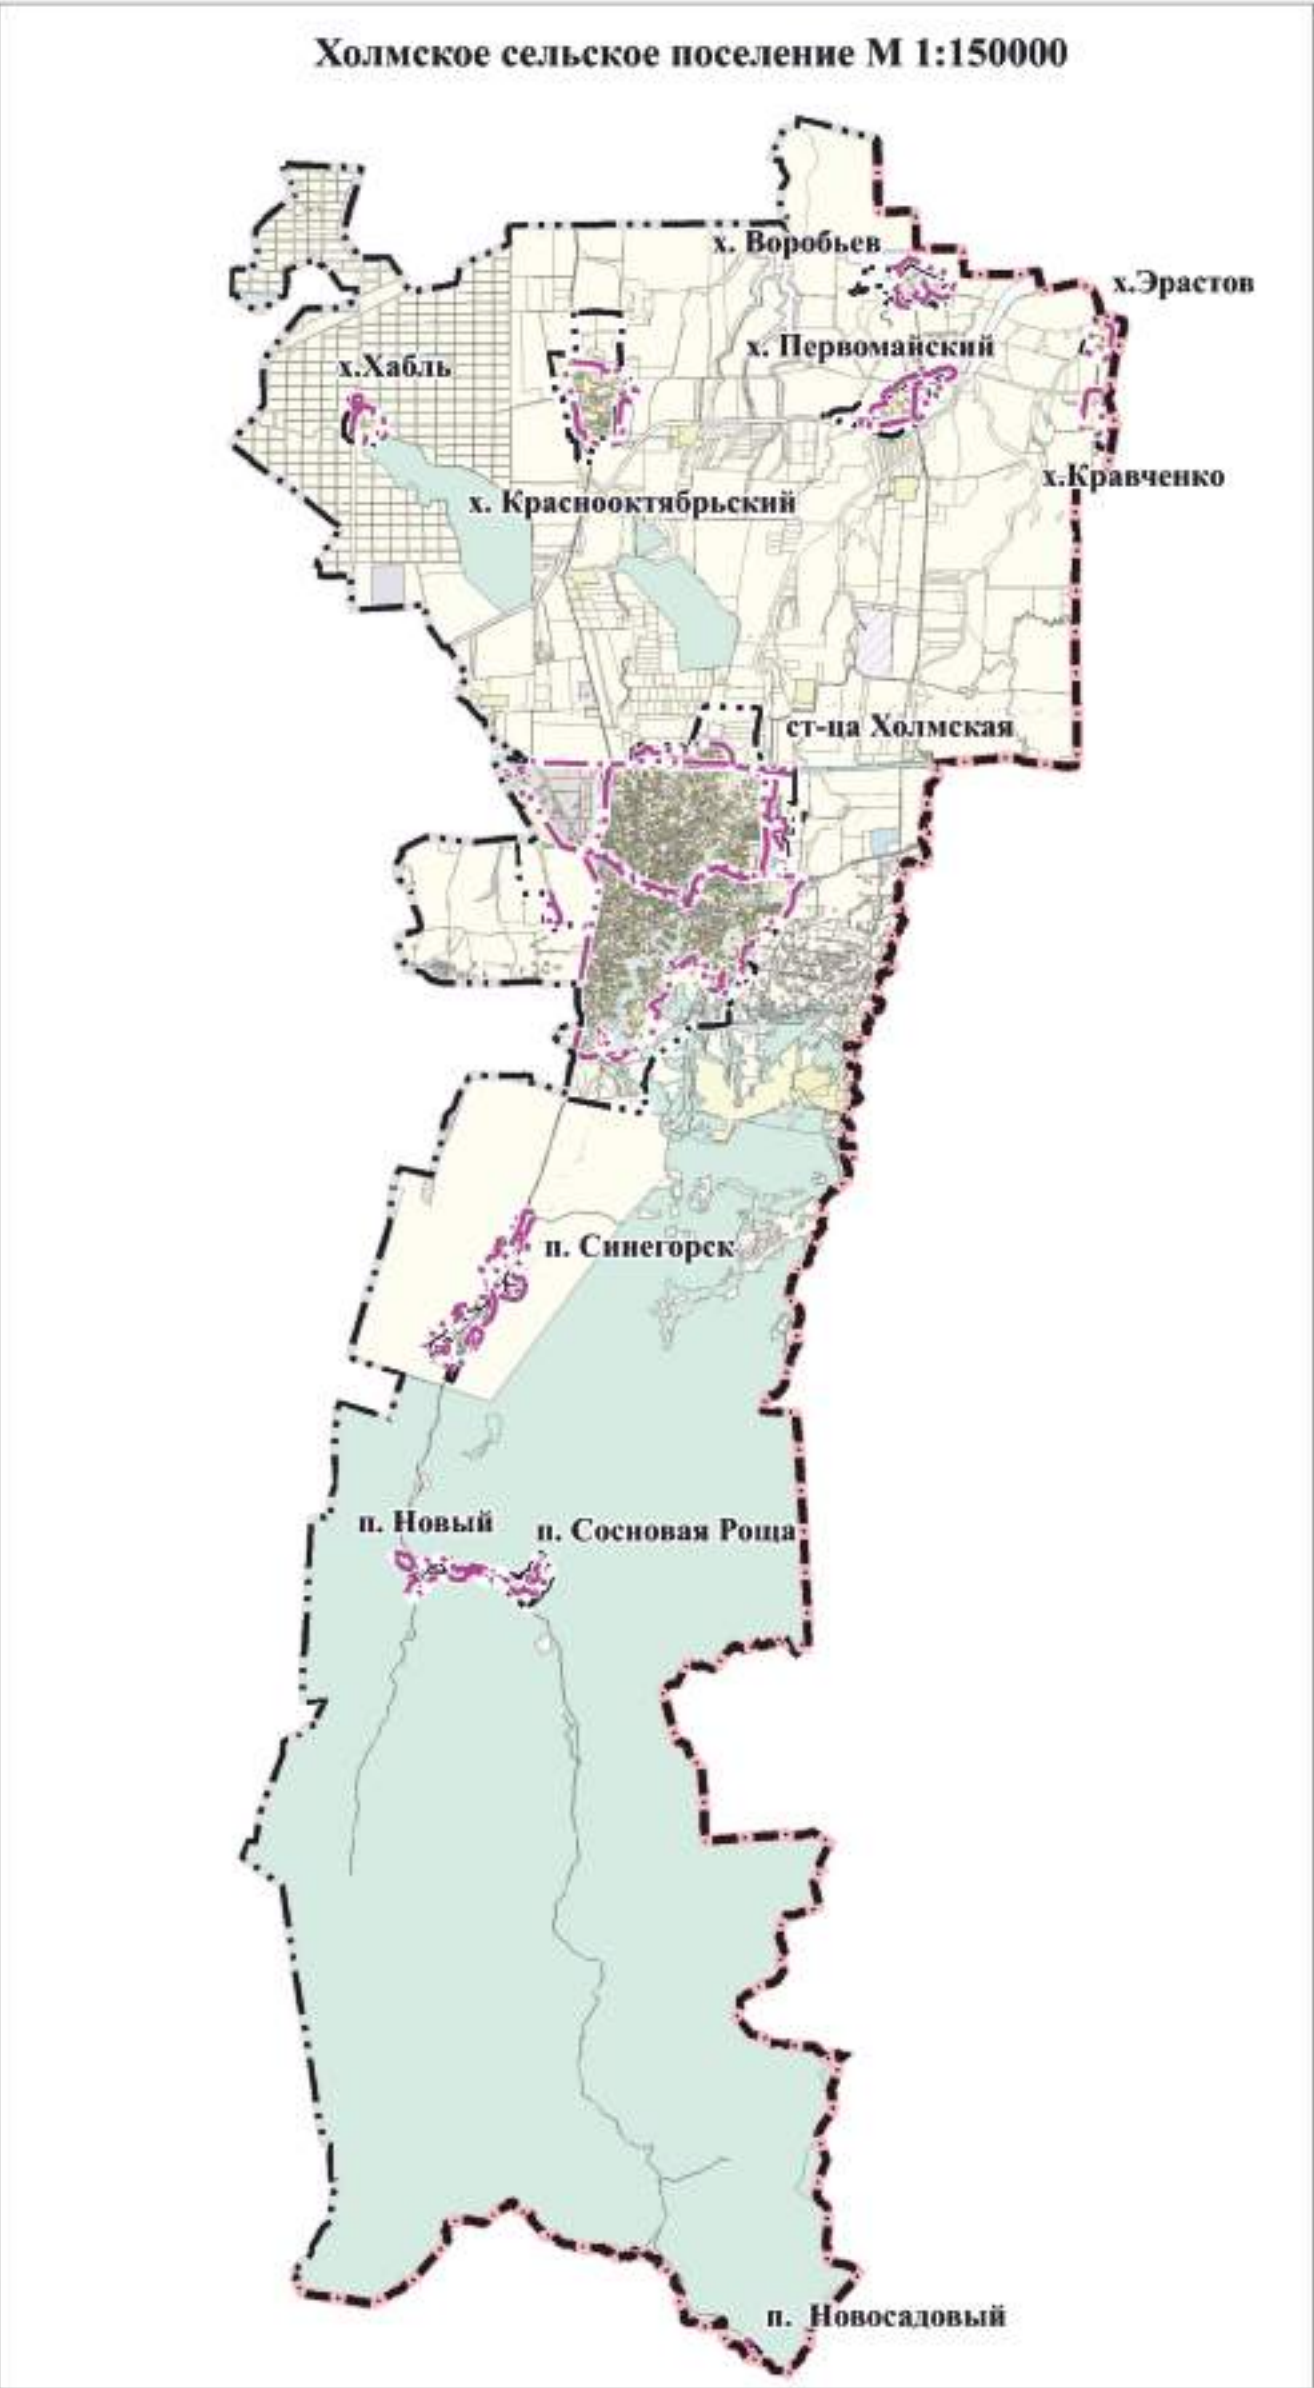 Холмское сельское поселение М 1:150000
х. Воробьев
х.Эрастов
х. Первомайский
х.Хабль
х.Кравченко
х. Краснооктябрьский
ст-ца Холмская
п. Синегорск
п. Новый
п. Сосновая Роща
п. Новосадовый